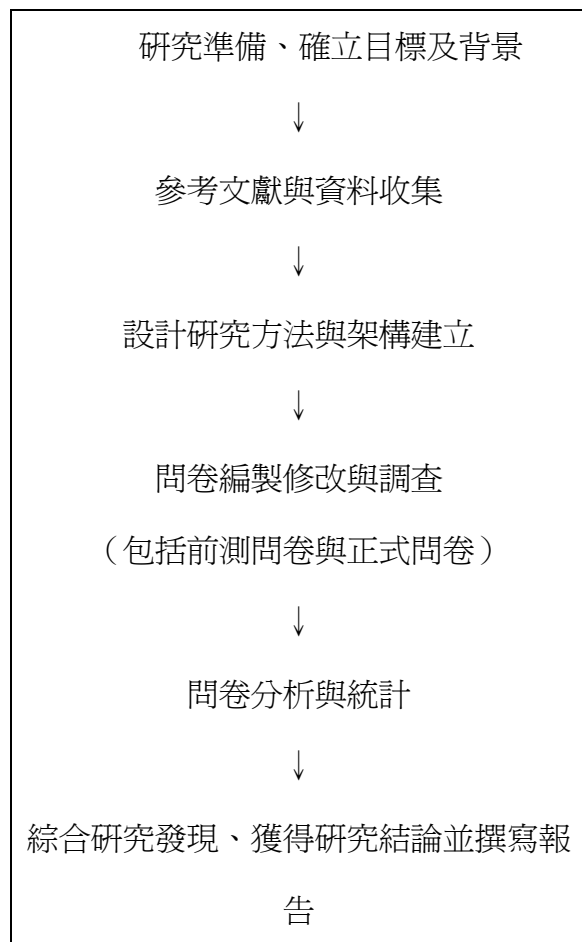 研究準備、確立目標及背景
↓
參考文獻與資料收集
↓
設計研究方法與架構建立
↓
問卷編製修改與調查
（包括前測問卷與正式問卷）
↓
問卷分析與統計
↓
綜合研究發現、獲得研究結論並撰寫報
告